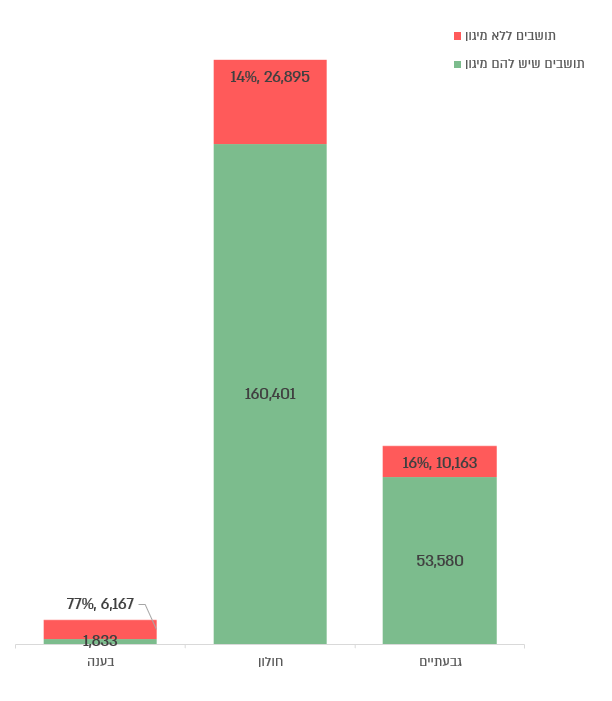 תושבים ללא מיגון
תושבים שיש להם מיגון
14%, 26,895
160,401
16%, 10,163
53,580
77%, 6,167
1,833
גבעתיים
חולון
בענה